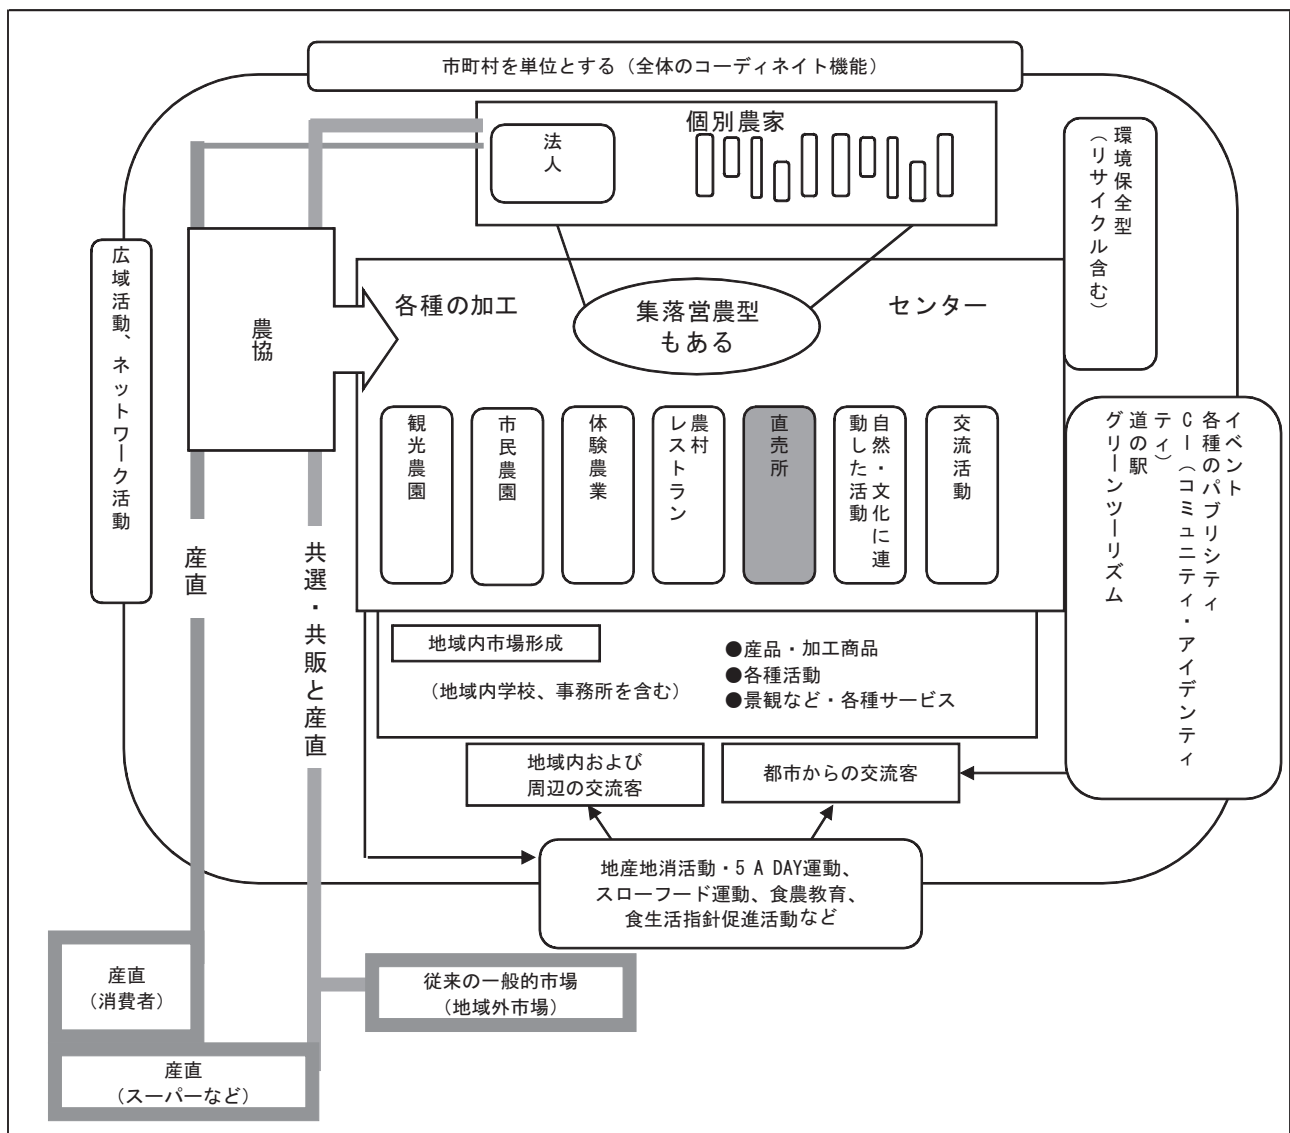 市町村を単位とする（全体のコーディネイト機能）
個別農家
法人
環境保全型
（リサイクル含む）
広域活動、ネットワーク活動
農協
各種の加工
集落営農型
もある
センター
観光農園
市民農園
体験農業
農村
レストラン
直売所
自然・文化に連
動した活動
交流活動
イベント
各種のパブリシティ
ＣＩ（コミュニティ・アイデンティ
ティ）
道の駅
グリーンツーリズム
産直
共選・共販と産直
地域内市場形成
（地域内学校、事務所を含む）
●産品・加工商品
●各種活動
●景観など・各種サービス
地域内および
周辺の交流客
都市からの交流客
地産地消活動・5 A DAY運動、
スローフード運動、食農教育、
食生活指針促進活動など
産直
（消費者）
従来の一般的市場
（地域外市場）
産直
（スーパーなど）